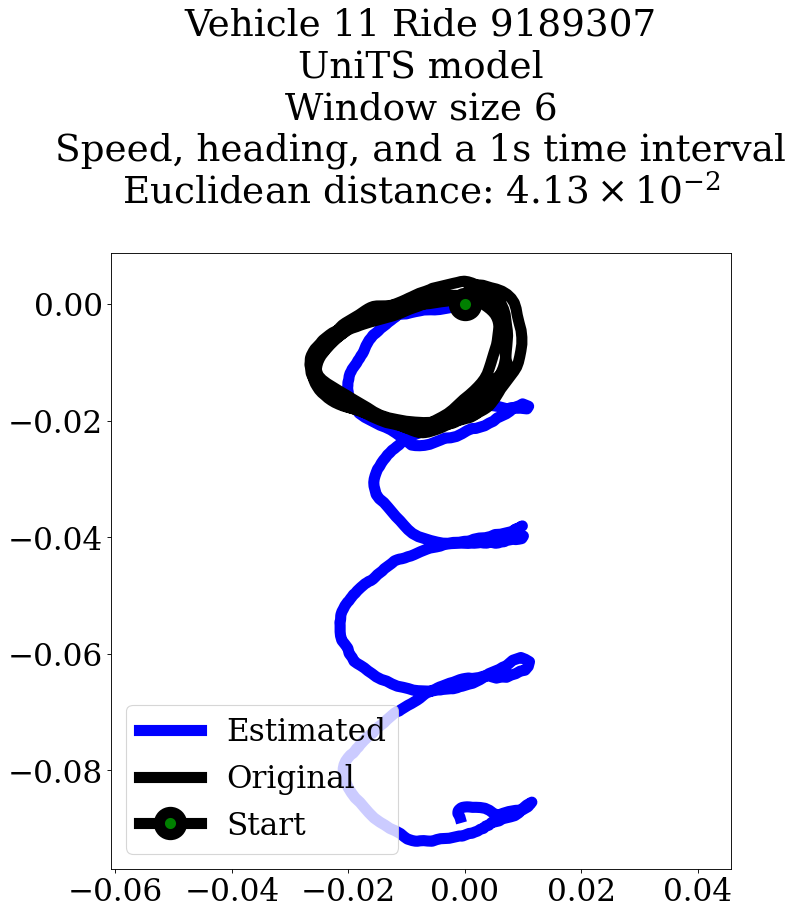 Vehicle 11 Ride 9189307
UniTS model
Window size 6
Speed, heading, and a 1s time interval
Euclidean distance: 4.13 × 10⁻²
0.00
−0.02
−0.04
−0.06
−0.08
Estimated
Original
Start
−0.06 −0.04 −0.02 0.00 0.02 0.04